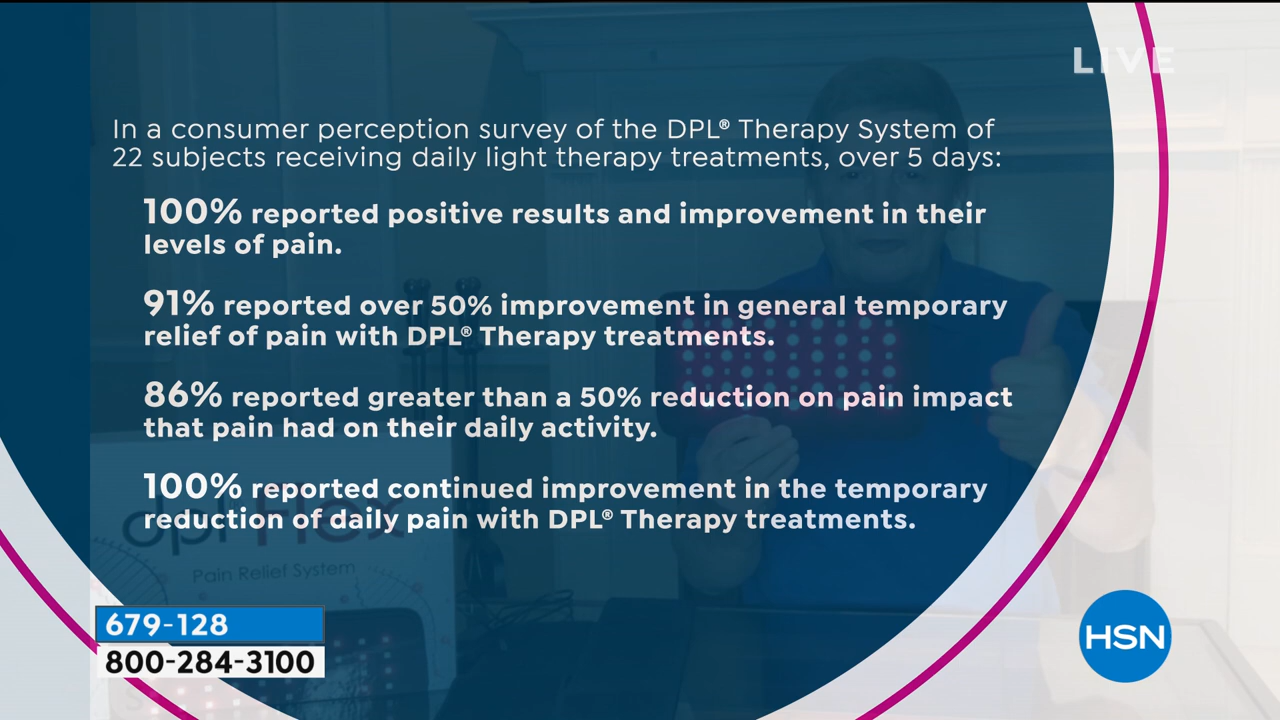 LIVE
In a consumer perception survey of the DPL® Therapy System of
22 subjects receiving daily light therapy treatments, over 5 days:
100% reported positive results and improvement in their
levels of pain.
91% reported over 50% improvement in general temporary
relief of pain with DPL® Therapy treatments.
86% reported greater than a 50% reduction on pain impact
that pain had on their daily activity.
100% reported continued improvement in the temporary
reduction of daily pain with DPL® Therapy treatments.
dpl Flex
Pain Relief System
679-128
800-284-3100
HSN